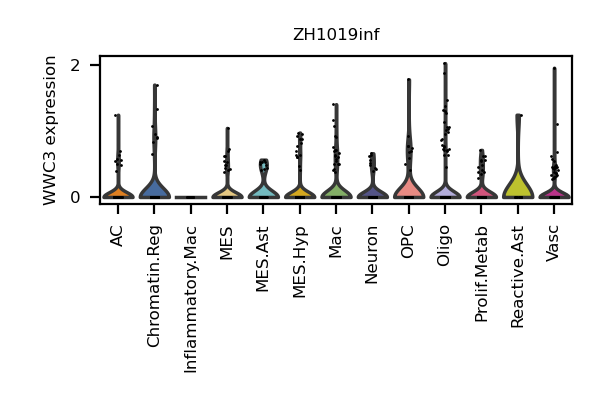 ZH1019inf
WWC3 expression
2
0
AC
Chromatin.Reg
Inflammatory.Mac
MES
MES.Ast
MES.Hyp
Mac
Neuron
OPC
Oligo
Prolif.Metab
Reactive.Ast
Vasc